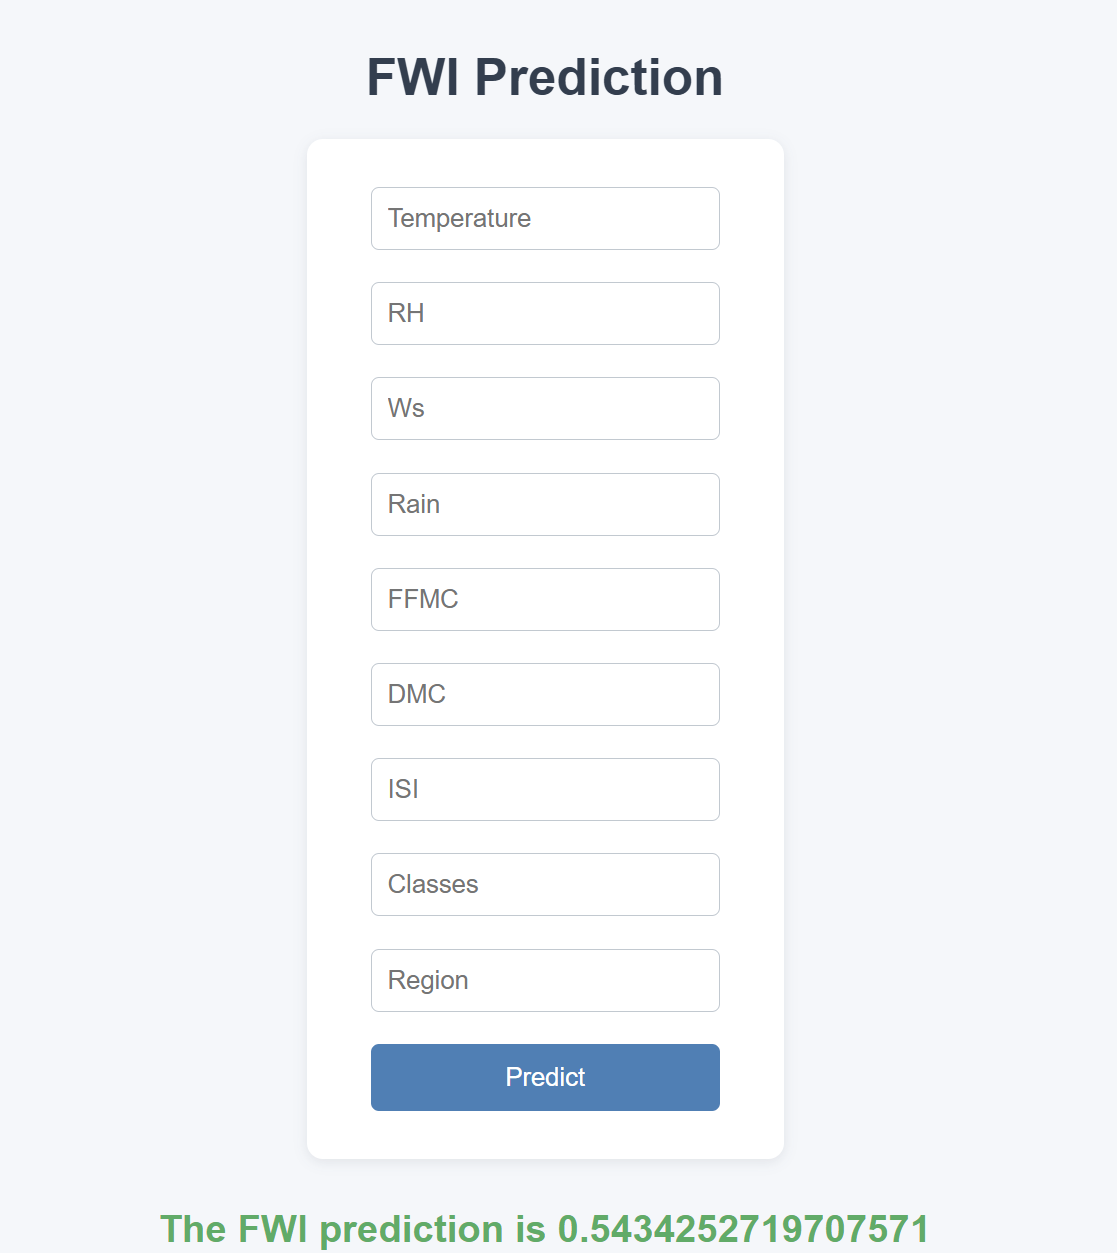 FWI Prediction
Temperature
RH
Ws
Rain
FFMC
DMC
ISI
Classes
Region
Predict
The FWI prediction is 0.5434252719707571